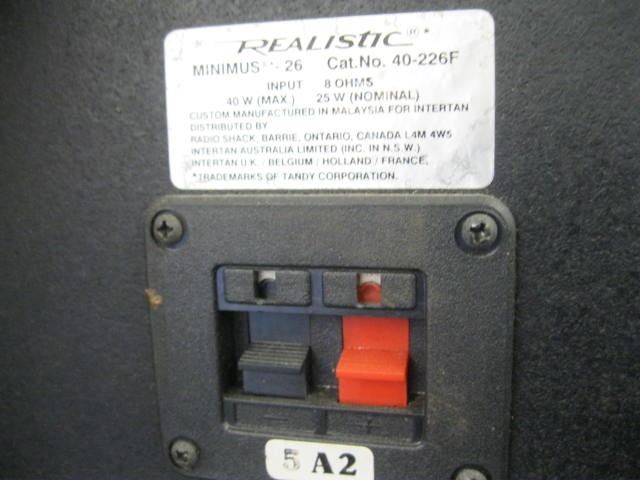 REALISTIC®*
MINIMUS**-26 Cat.No. 40-226F
INPUT 8 OHMS
40 W (MAX.) 25 W (NOMINAL)
CUSTOM MANUFACTURED IN MALAYSIA FOR INTERTAN
DISTRIBUTED BY
RADIO SHACK, BARRIE, ONTARIO, CANADA L4M 4W5
INTERTAN AUSTRALIA LIMITED (INC. IN N.S.W.)
INTERTAN U.K. / BELGIUM / HOLLAND / FRANCE,
*TRADEMARKS OF TANDY CORPORATION.
- +
5 A2